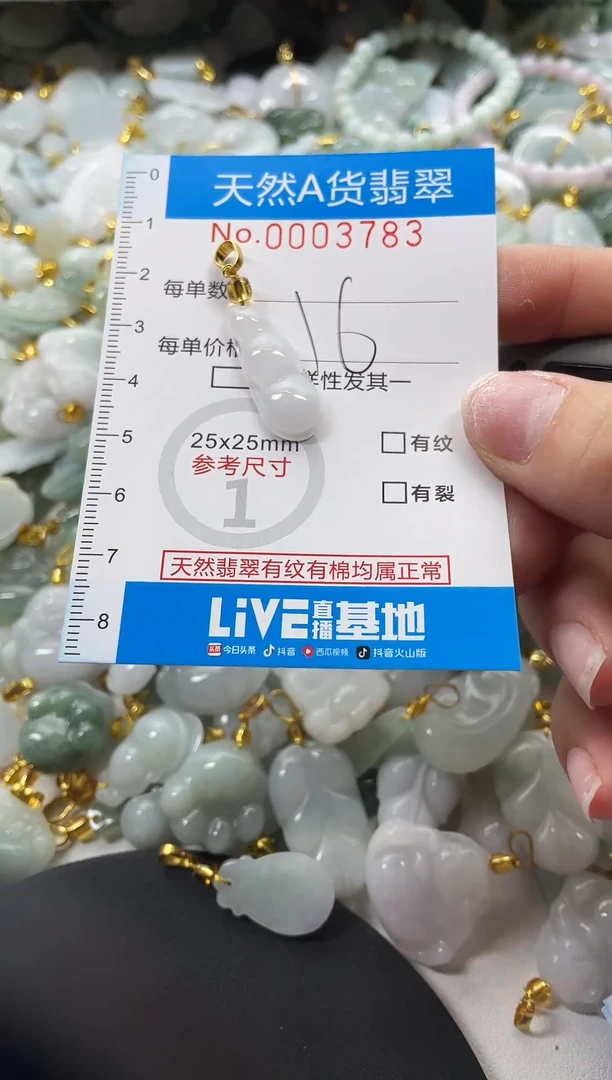 天然A货翡翠
No.0003783
每单数
16
每单价
样性发其一
25x25mm
参考尺寸
1
有纹
有裂
天然翡翠有纹有棉均属正常
LiVE直播基地
头条 今日头条 抖音 西瓜视频 抖音火山版
0
1
2
3
4
5
6
7
8